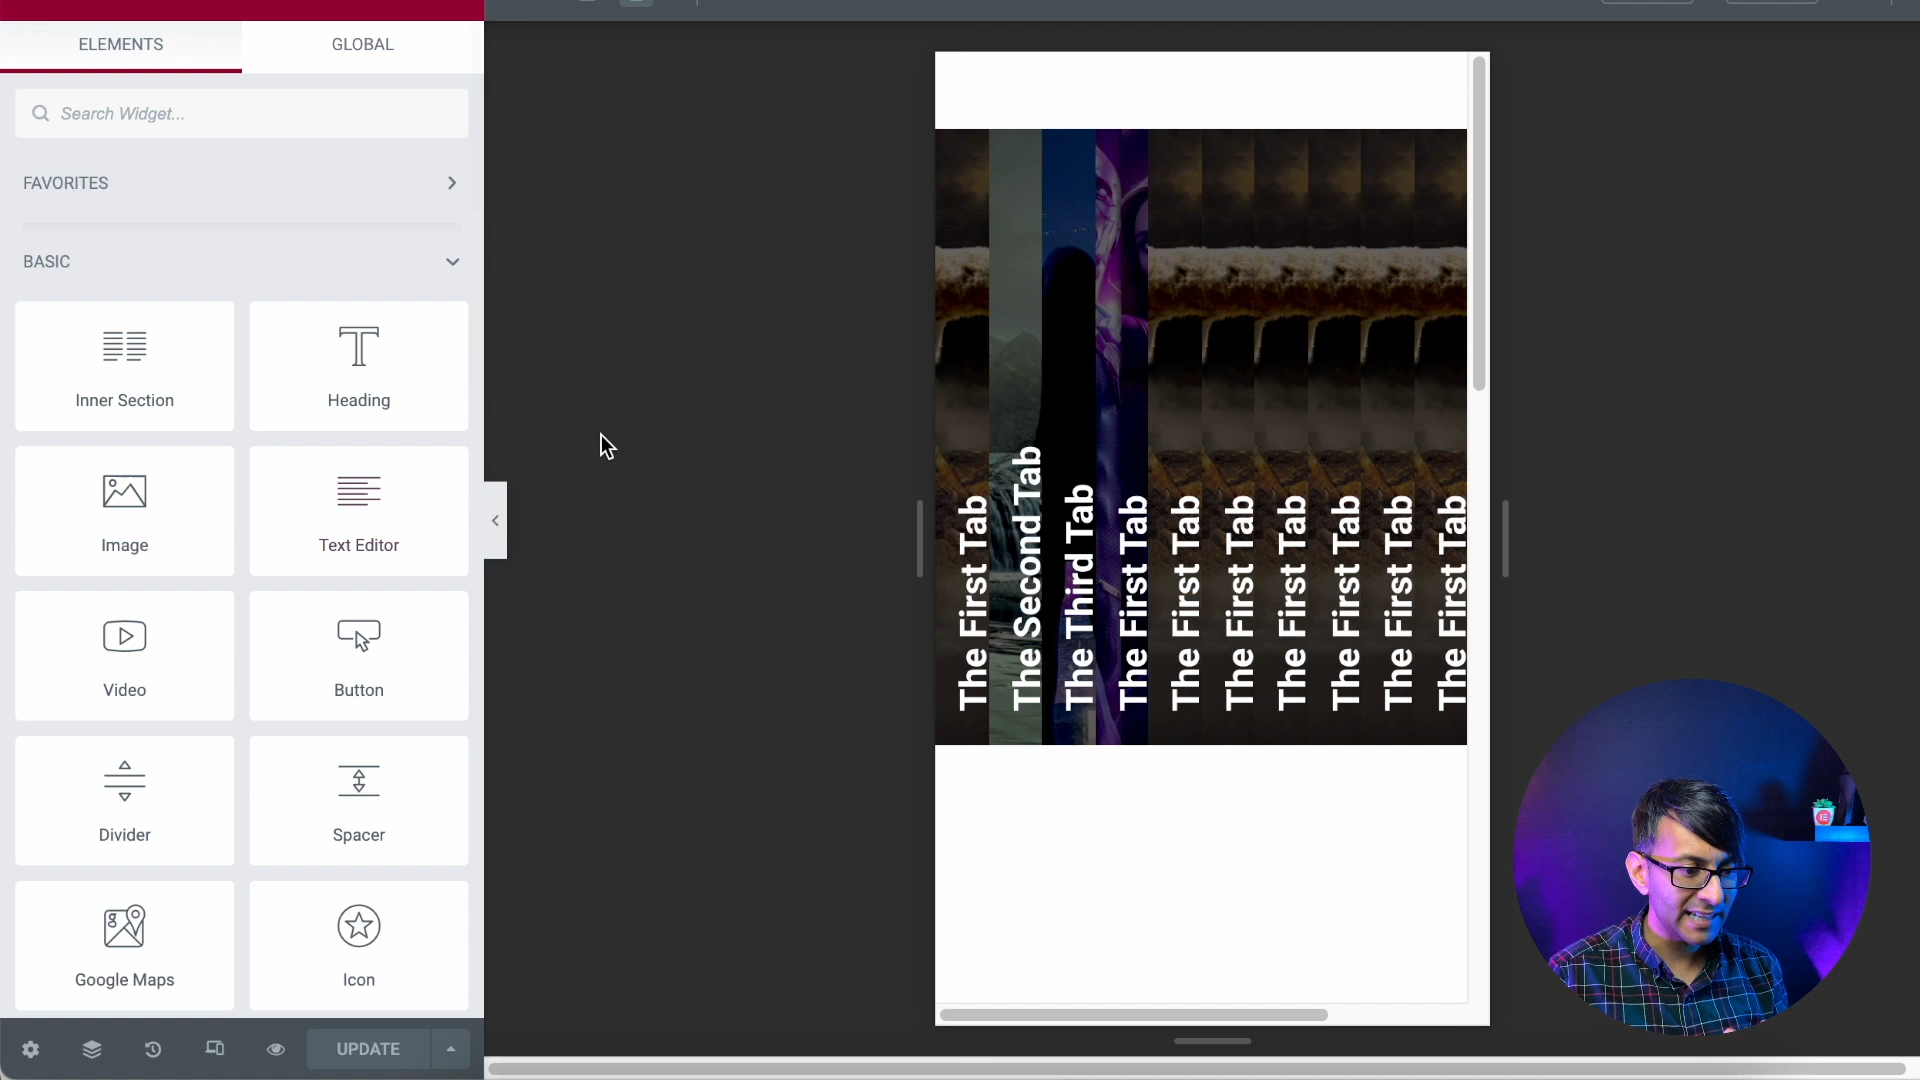 ELEMENTS
GLOBAL
Search Widget...
FAVORITES
BASIC
Inner Section
Heading
Image
Text Editor
Video
Button
Divider
Spacer
Google Maps
Icon
UPDATE
The First Tab
The Second Tab
The Third Tab
The First Tab
The First Tab
The First Tab
The First Tab
The First Tab
The First Tab
The First Tab